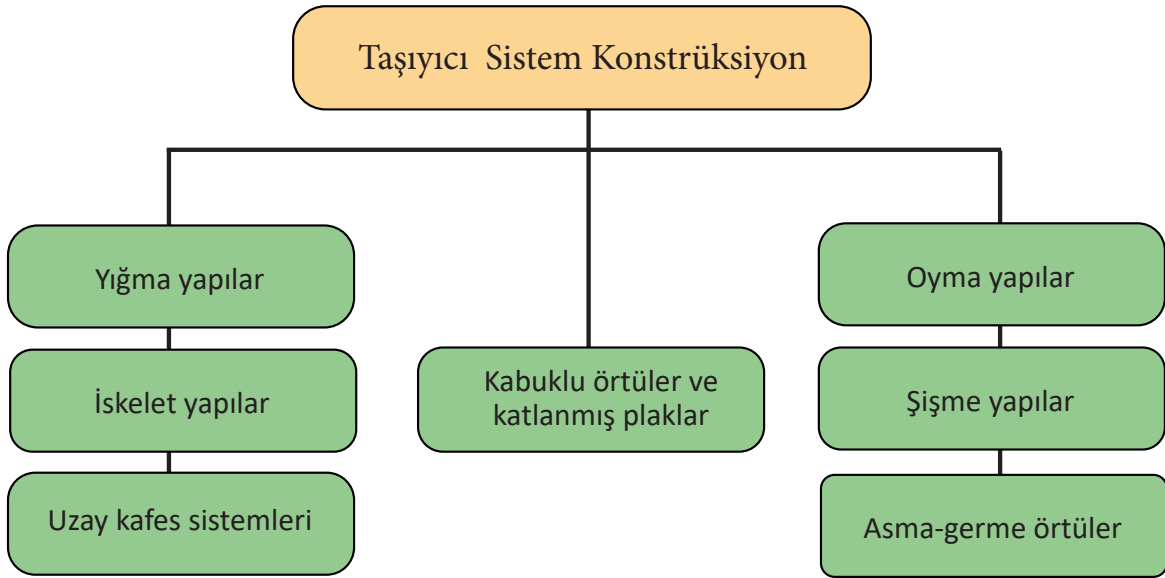 Taşıyıcı Sistem Konstrüksiyon
Yığma yapılar
İskelet yapılar
Uzay kafes sistemleri
Kabuklu örtüler ve
katlanmış plaklar
Oyma yapılar
Şişme yapılar
Asma-germe örtüler